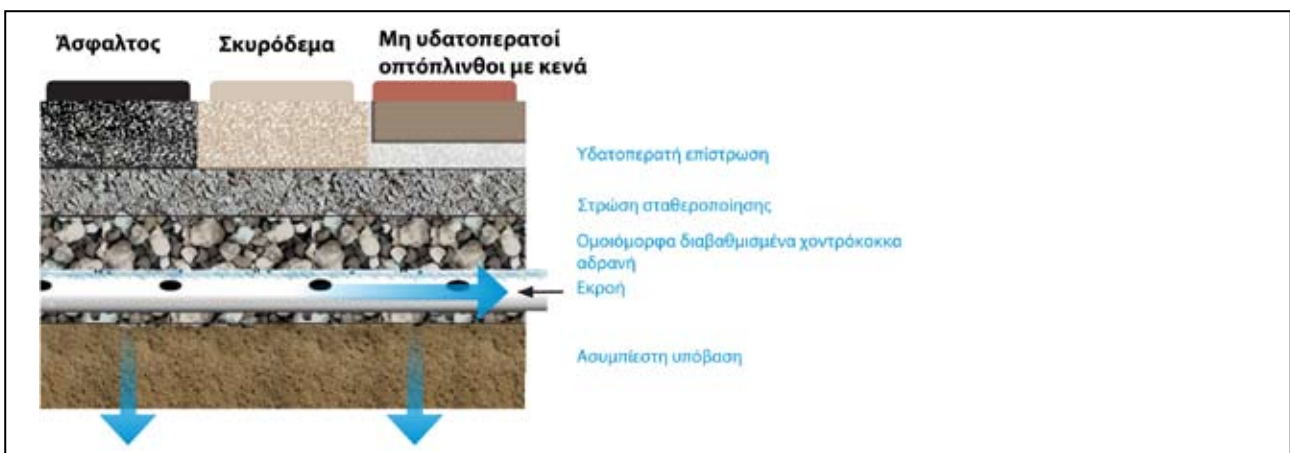 Άσφαλτος
Σκυρόδεμα
Μη υδατοπερατοί
οπτόπλινθοι με κενά
Υδατοπερατή επίστρωση
Στρώση σταθεροποίησης
Ομοιόμορφα διαβαθμισμένα χοντρόκοκκα
αδρανή
Εκροή
Ασυμπίεστη υπόβαση